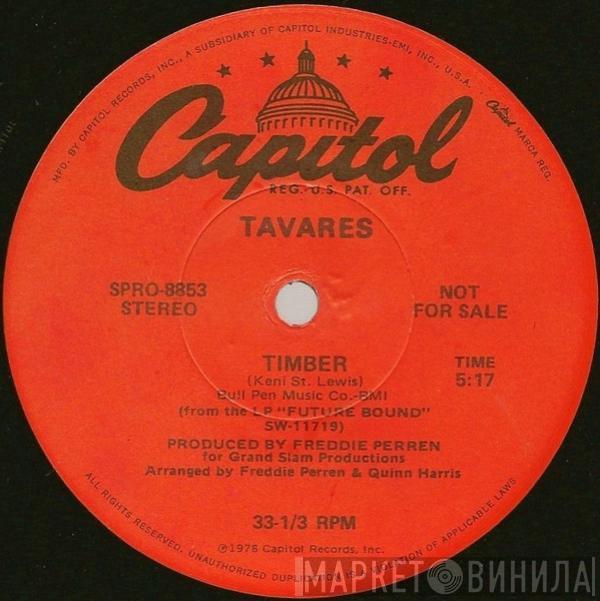 MFD. BY CAPITOL RECORDS, INC., A SUBSIDIARY OF CAPITOL INDUSTRIES-EMI, INC., U.S.A. . Capitol MARCA REG.
Capitol
REG. U.S. PAT. OFF.
TAVARES
SPRO-8853
STEREO
NOT
FOR SALE
TIMBER
(Keni St. Lewis)
Bull Pen Music Co.-BMI
(from the LP "FUTURE BOUND"
SW-11719)
TIME
5:17
PRODUCED BY FREDDIE PERREN
for Grand Slam Productions
Arranged by Freddie Perren & Quinn Harris
33-1/3 RPM
℗1978 Capitol Records, Inc.
ALL RIGHTS RESERVED. UNAUTHORIZED DUPLICATION IS A VIOLATION OF APPLICABLE LAWS
МАРКЕТ ВИНИЛА